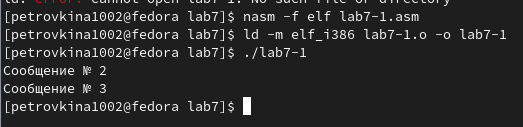 ld: Error: cannot open lab7-1: No such file or directory
[petrovkina1002@fedora lab7]$ nasm -f elf lab7-1.asm
[petrovkina1002@fedora lab7]$ ld -m elf_i386 lab7-1.o -o lab7-1
[petrovkina1002@fedora lab7]$ ./lab7-1
Сообщение № 2
Сообщение № 3
[petrovkina1002@fedora lab7]$